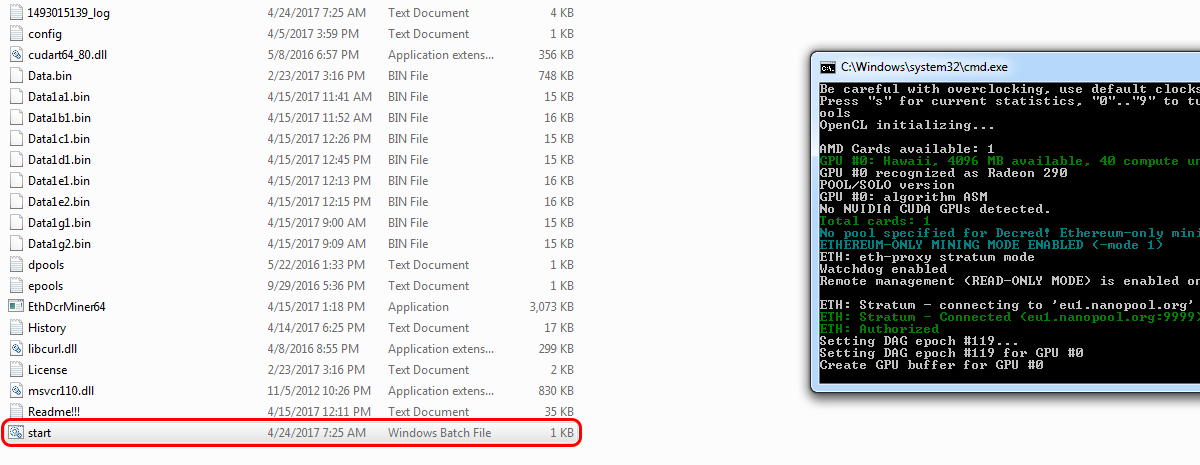 1493015139_log 4/24/2017 7:25 AM Text Document 4 KB
config 4/5/2017 3:59 PM Text Document 1 KB
cudart64_80.dll 5/8/2016 6:57 PM Application extens... 356 KB
Data.bin 2/23/2017 3:16 PM BIN File 748 KB
Data1a1.bin 4/15/2017 11:41 AM BIN File 15 KB
Data1b1.bin 4/15/2017 11:52 AM BIN File 16 KB
Data1c1.bin 4/15/2017 12:26 PM BIN File 15 KB
Data1d1.bin 4/15/2017 12:45 PM BIN File 15 KB
Data1e1.bin 4/15/2017 12:13 PM BIN File 16 KB
Data1e2.bin 4/15/2017 12:15 PM BIN File 16 KB
Data1g1.bin 4/15/2017 9:00 AM BIN File 15 KB
Data1g2.bin 4/15/2017 9:09 AM BIN File 15 KB
dpools 5/22/2016 1:33 PM Text Document 1 KB
epools 9/29/2016 5:36 PM Text Document 1 KB
EthDcrMiner64 4/15/2017 1:18 PM Application 3,073 KB
History 4/14/2017 6:25 PM Text Document 17 KB
libcurl.dll 4/8/2016 8:55 PM Application extens... 299 KB
License 2/23/2017 3:16 PM Text Document 2 KB
msvcr110.dll 11/5/2012 10:26 PM Application extens... 830 KB
Readme!!! 4/15/2017 12:11 PM Text Document 35 KB
start 4/24/2017 7:25 AM Windows Batch File 1 KB
C:\Windows\system32\cmd.exe
Be careful with overclocking, use default clocks
Press "s" for current statistics, "0".."9" to tu
ools
OpenCL initializing...
AMD Cards available: 1
GPU #0: Hawaii, 4096 MB available, 40 compute un
GPU #0 recognized as Radeon 290
POOL/SOLO version
GPU #0: algorithm ASM
No NVIDIA CUDA GPUs detected.
Total cards: 1
No pool specified for Decred! Ethereum-only mini
ETHEREUM-ONLY MINING MODE ENABLED (-mode 1)
ETH: eth-proxy stratum mode
Watchdog enabled
Remote management (READ-ONLY MODE) is enabled on
ETH: Stratum - connecting to 'eu1.nanopool.org'
ETH: Stratum - Connected (eu1.nanopool.org:9999)
ETH: Authorized
Setting DAG epoch #119...
Setting DAG epoch #119 for GPU #0
Create GPU buffer for GPU #0